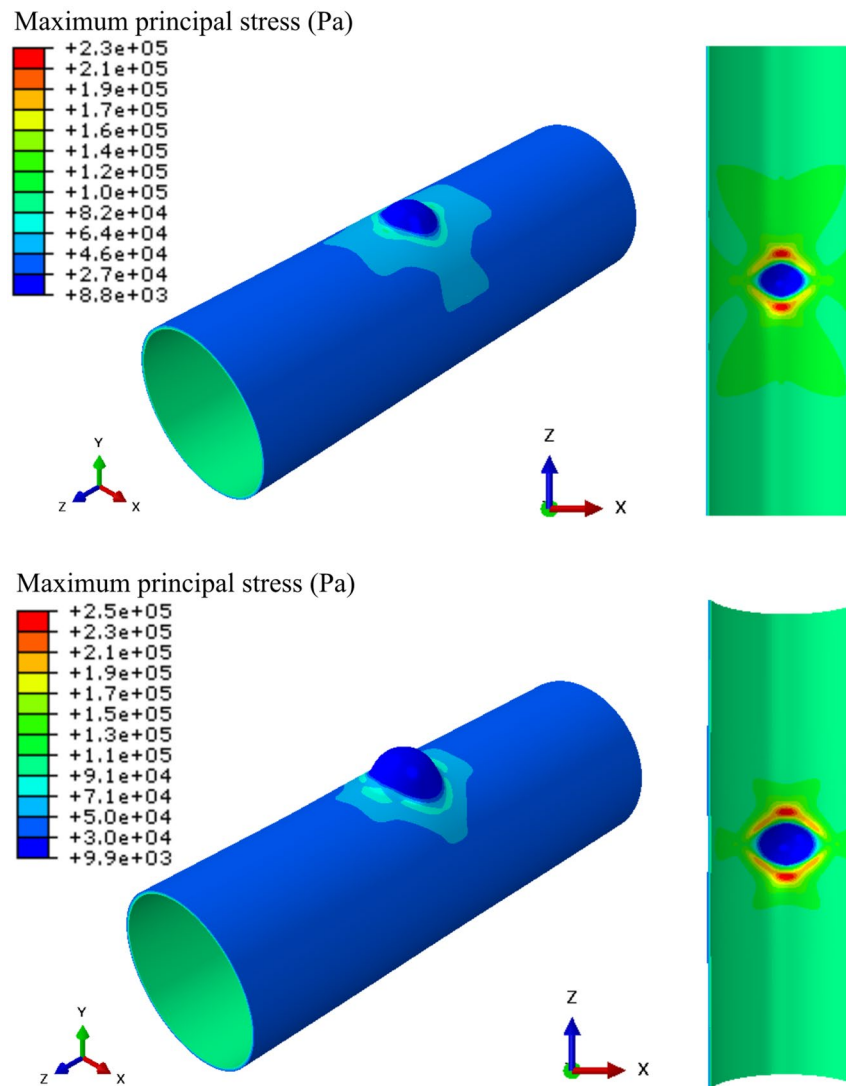 Maximum principal stress (Pa)
+2.3e+05
+2.1e+05
+1.9e+05
+1.7e+05
+1.6e+05
+1.4e+05
+1.2e+05
+1.0e+05
+8.2e+04
+6.4e+04
+4.6e+04
+2.7e+04
+8.8e+03
Y
Z
X
Z
X
Maximum principal stress (Pa)
+2.5e+05
+2.3e+05
+2.1e+05
+1.9e+05
+1.7e+05
+1.5e+05
+1.3e+05
+1.1e+05
+9.1e+04
+7.1e+04
+5.0e+04
+3.0e+04
+9.9e+03
Y
Z
X
Z
X